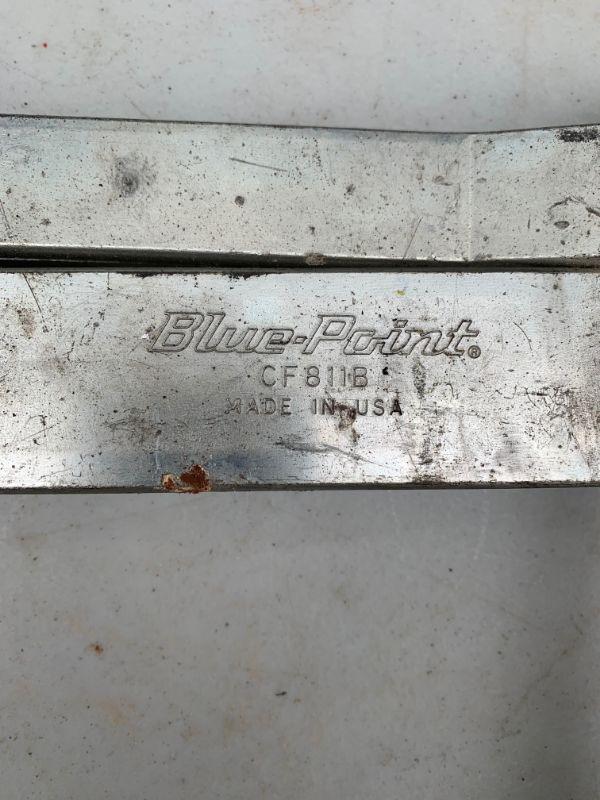 Blue-Point®
CF811B
MADE IN USA